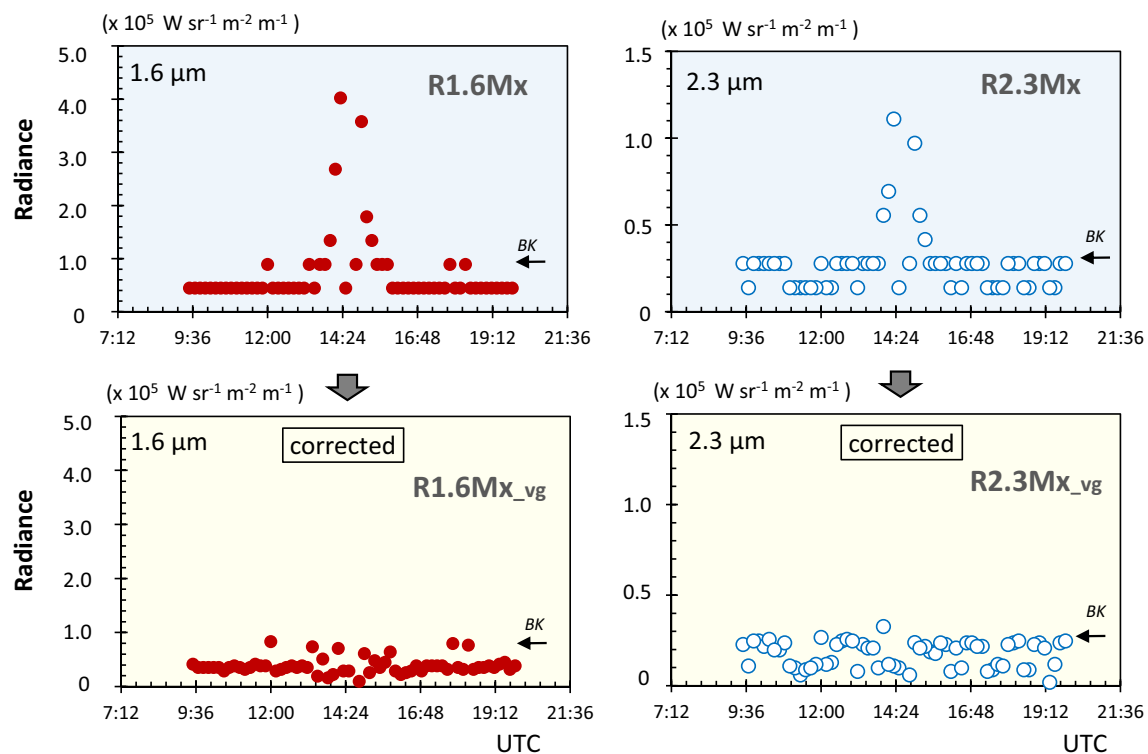 (x 10⁵ W sr⁻¹ m⁻² m⁻¹ )
5.0
4.0
3.0
2.0
1.0
0
Radiance
1.6 µm
R1.6Mx
BK
7:12 9:36 12:00 14:24 16:48 19:12 21:36
(x 10⁵ W sr⁻¹ m⁻² m⁻¹ )
1.5
1.0
0.5
0
2.3 µm
R2.3Mx
BK
7:12 9:36 12:00 14:24 16:48 19:12 21:36
(x 10⁵ W sr⁻¹ m⁻² m⁻¹ )
5.0
4.0
3.0
2.0
1.0
0
Radiance
1.6 µm
corrected
R1.6Mx_vg
BK
7:12 9:36 12:00 14:24 16:48 19:12 21:36
UTC
(x 10⁵ W sr⁻¹ m⁻² m⁻¹ )
1.5
1.0
0.5
0
2.3 µm
corrected
R2.3Mx_vg
BK
7:12 9:36 12:00 14:24 16:48 19:12 21:36
UTC